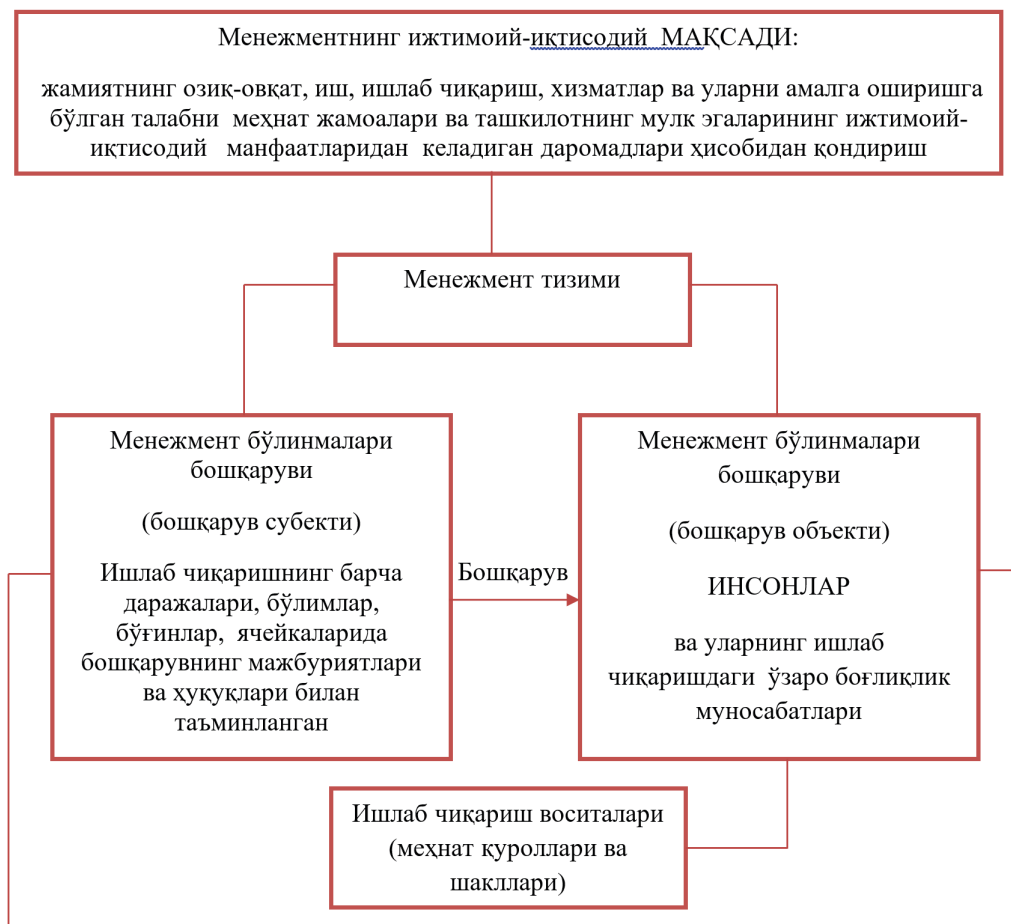 Менежментнинг ижтимоий-иқтисодий МАҚСАДИ:
жамиятнинг озиқ-овқат, иш, ишлаб чиқариш, хизматлар ва уларни амалга оширишга
бўлган талабни меҳнат жамоалари ва ташкилотнинг мулк эгаларининг ижтимоий-
иқтисодий манфаатларидан келадиган даромадлари ҳисобидан қондириш
Менежмент тизими
Менежмент бўлинмалари
бошқаруви
(бошқарув субекти)
Ишлаб чиқаришнинг барча
даражалари, бўлимлар,
бўғинлар, ячейкаларида
бошқарувнинг мажбуриятлари
ва ҳуқуқлари билан
таъминланган
Бошқарув
Менежмент бўлинмалари
бошқаруви
(бошқарув объекти)
ИНСОНЛАР
ва уларнинг ишлаб
чиқаришдаги ўзаро боғлиқлик
муносабатлари
Ишлаб чиқариш воситалари
(меҳнат қуроллари ва
шакллари)